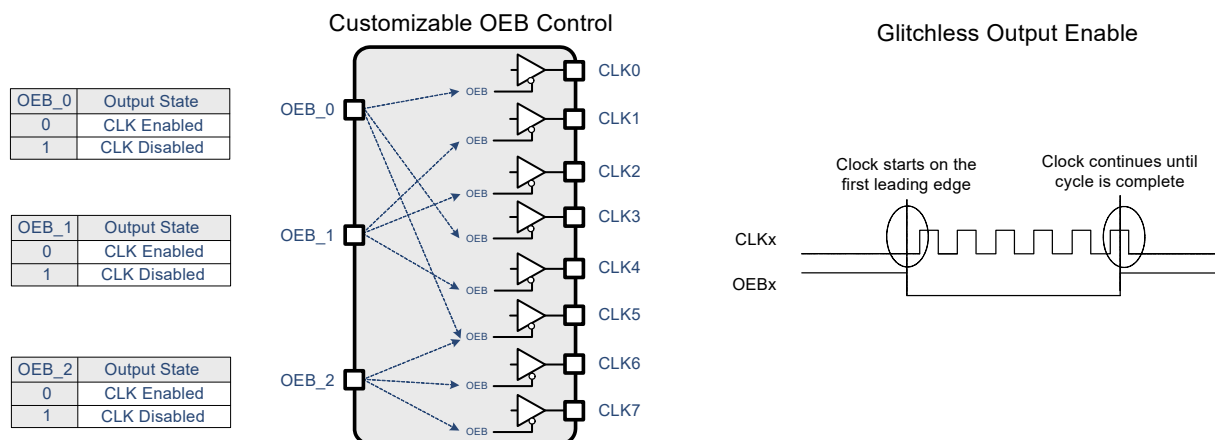 Customizable OEB Control
Glitchless Output Enable
OEB_0 Output State
0 CLK Enabled
1 CLK Disabled
OEB_1 Output State
0 CLK Enabled
1 CLK Disabled
OEB_2 Output State
0 CLK Enabled
1 CLK Disabled
OEB_0
OEB_1
OEB_2
OEB
OEB
OEB
OEB
OEB
OEB
OEB
OEB
CLK0
CLK1
CLK2
CLK3
CLK4
CLK5
CLK6
CLK7
Clock starts on the
first leading edge
Clock continues until
cycle is complete
CLKx
OEBx